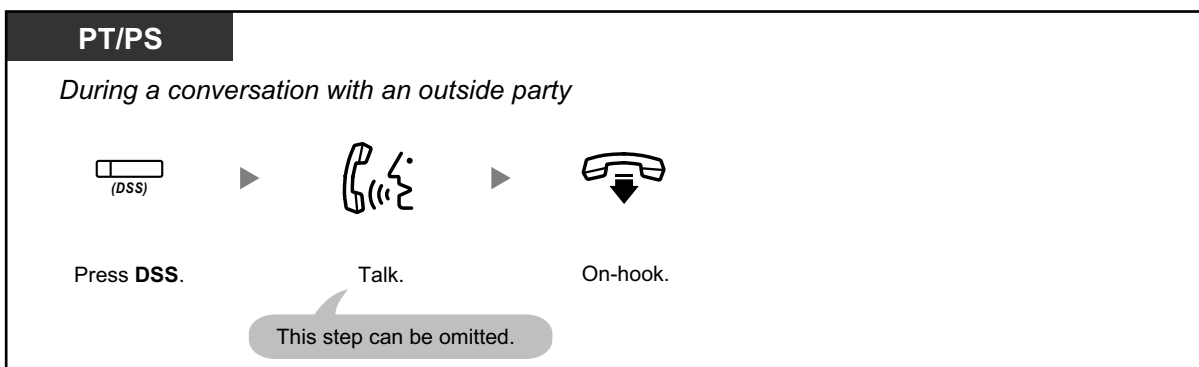 PT/PS
During a conversation with an outside party
(DSS)
Press DSS.
Talk.
On-hook.
This step can be omitted.